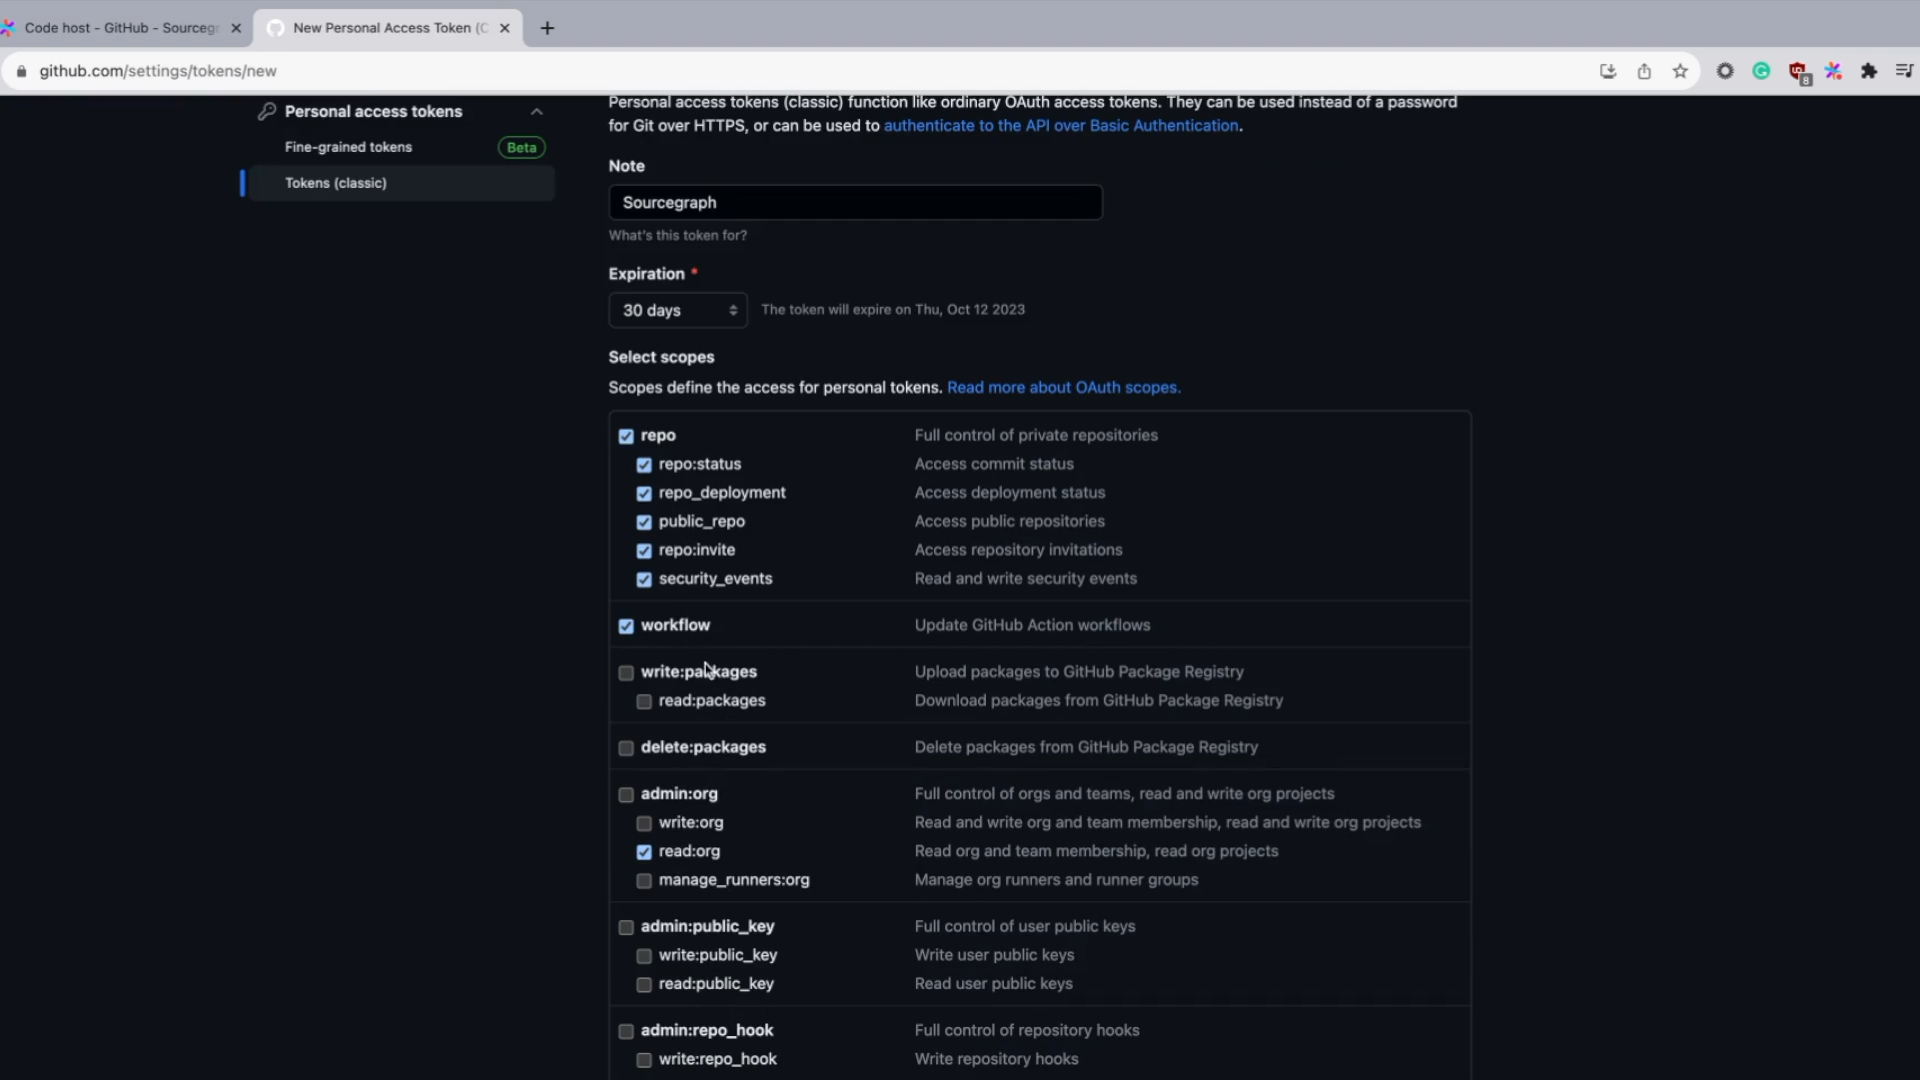 Code host - GitHub - Sourcegr
New Personal Access Token (C
github.com/settings/tokens/new
8
Personal access tokens
Fine-grained tokens
Beta
Tokens (classic)
Personal access tokens (classic) function like ordinary OAuth access tokens. They can be used instead of a password
for Git over HTTPS, or can be used to authenticate to the API over Basic Authentication.
Note
Sourcegraph
What's this token for?
Expiration *
30 days
The token will expire on Thu, Oct 12 2023
Select scopes
Scopes define the access for personal tokens. Read more about OAuth scopes.
repo Full control of private repositories
repo:status Access commit status
repo_deployment Access deployment status
public_repo Access public repositories
repo:invite Access repository invitations
security_events Read and write security events
workflow Update GitHub Action workflows
write:packages Upload packages to GitHub Package Registry
read:packages Download packages from GitHub Package Registry
delete:packages Delete packages from GitHub Package Registry
admin:org Full control of orgs and teams, read and write org projects
write:org Read and write org and team membership, read and write org projects
read:org Read org and team membership, read org projects
manage_runners:org Manage org runners and runner groups
admin:public_key Full control of user public keys
write:public_key Write user public keys
read:public_key Read user public keys
admin:repo_hook Full control of repository hooks
write:repo_hook Write repository hooks